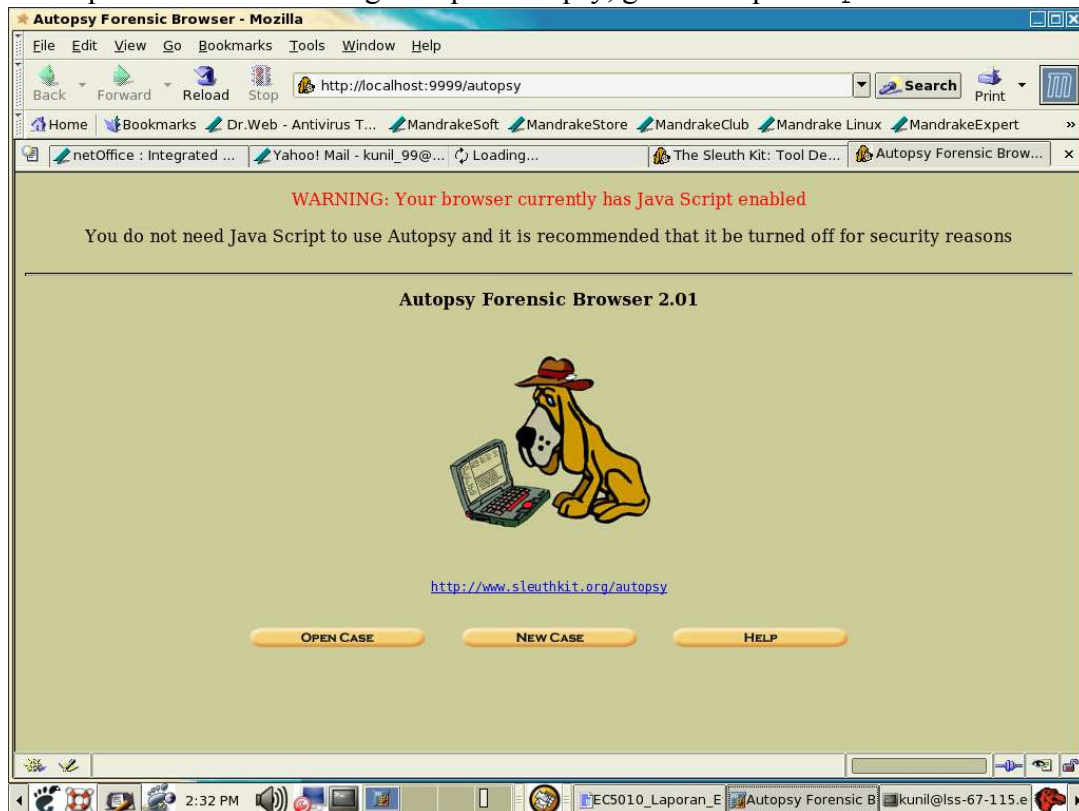 Autopsy Forensic Browser - Mozilla
File Edit View Go Bookmarks Tools Window Help
Back Forward Reload Stop http://localhost:9999/autopsy Search Print
Home Bookmarks Dr.Web - Antivirus T... MandrakeSoft MandrakeStore MandrakeClub Mandrake Linux MandrakeExpert »
netOffice : Integrated ... Yahoo! Mail - kunil_99@... Loading... The Sleuth Kit: Tool De... Autopsy Forensic Brow...
WARNING: Your browser currently has Java Script enabled
You do not need Java Script to use Autopsy and it is recommended that it be turned off for security reasons
Autopsy Forensic Browser 2.01
http://www.sleuthkit.org/autopsy
OPEN CASE NEW CASE HELP
2:32 PM EC5010_Laporan_E Autopsy Forensic B kunil@lss-67-115.e